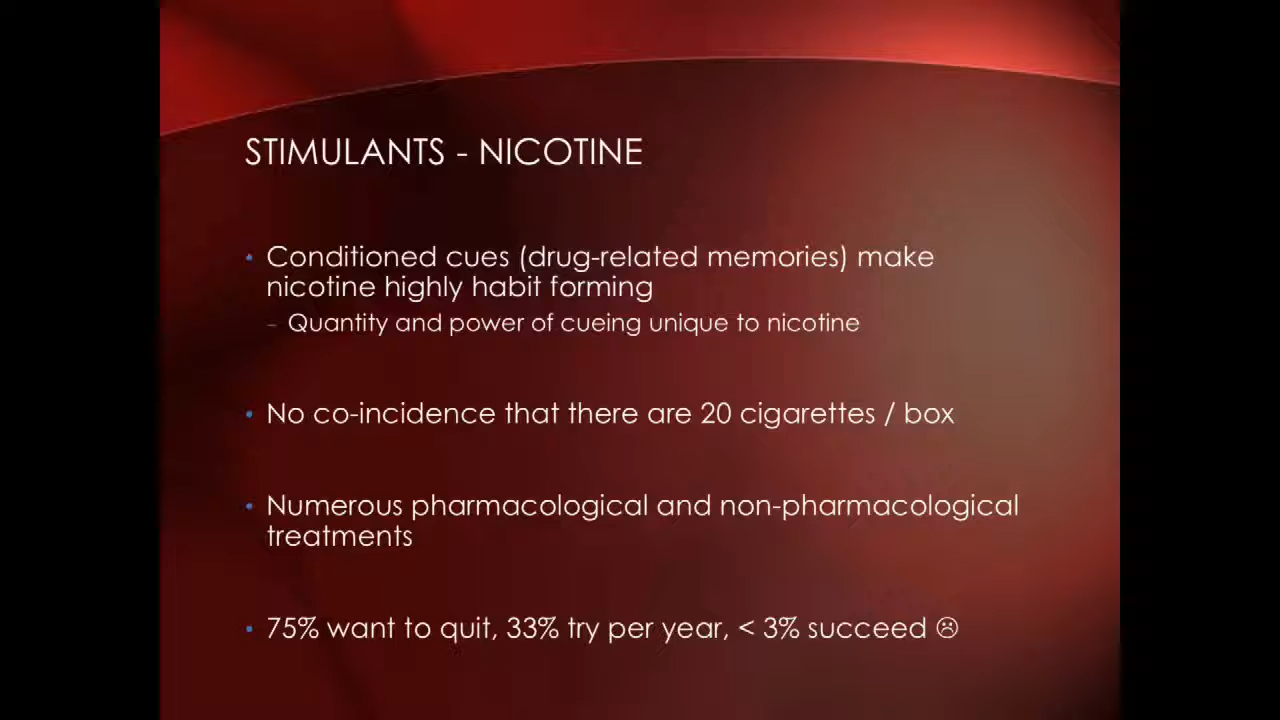 STIMULANTS - NICOTINE
• Conditioned cues (drug-related memories) make
nicotine highly habit forming
– Quantity and power of cueing unique to nicotine
• No co-incidence that there are 20 cigarettes / box
• Numerous pharmacological and non-pharmacological
treatments
• 75% want to quit, 33% try per year, < 3% succeed ☹